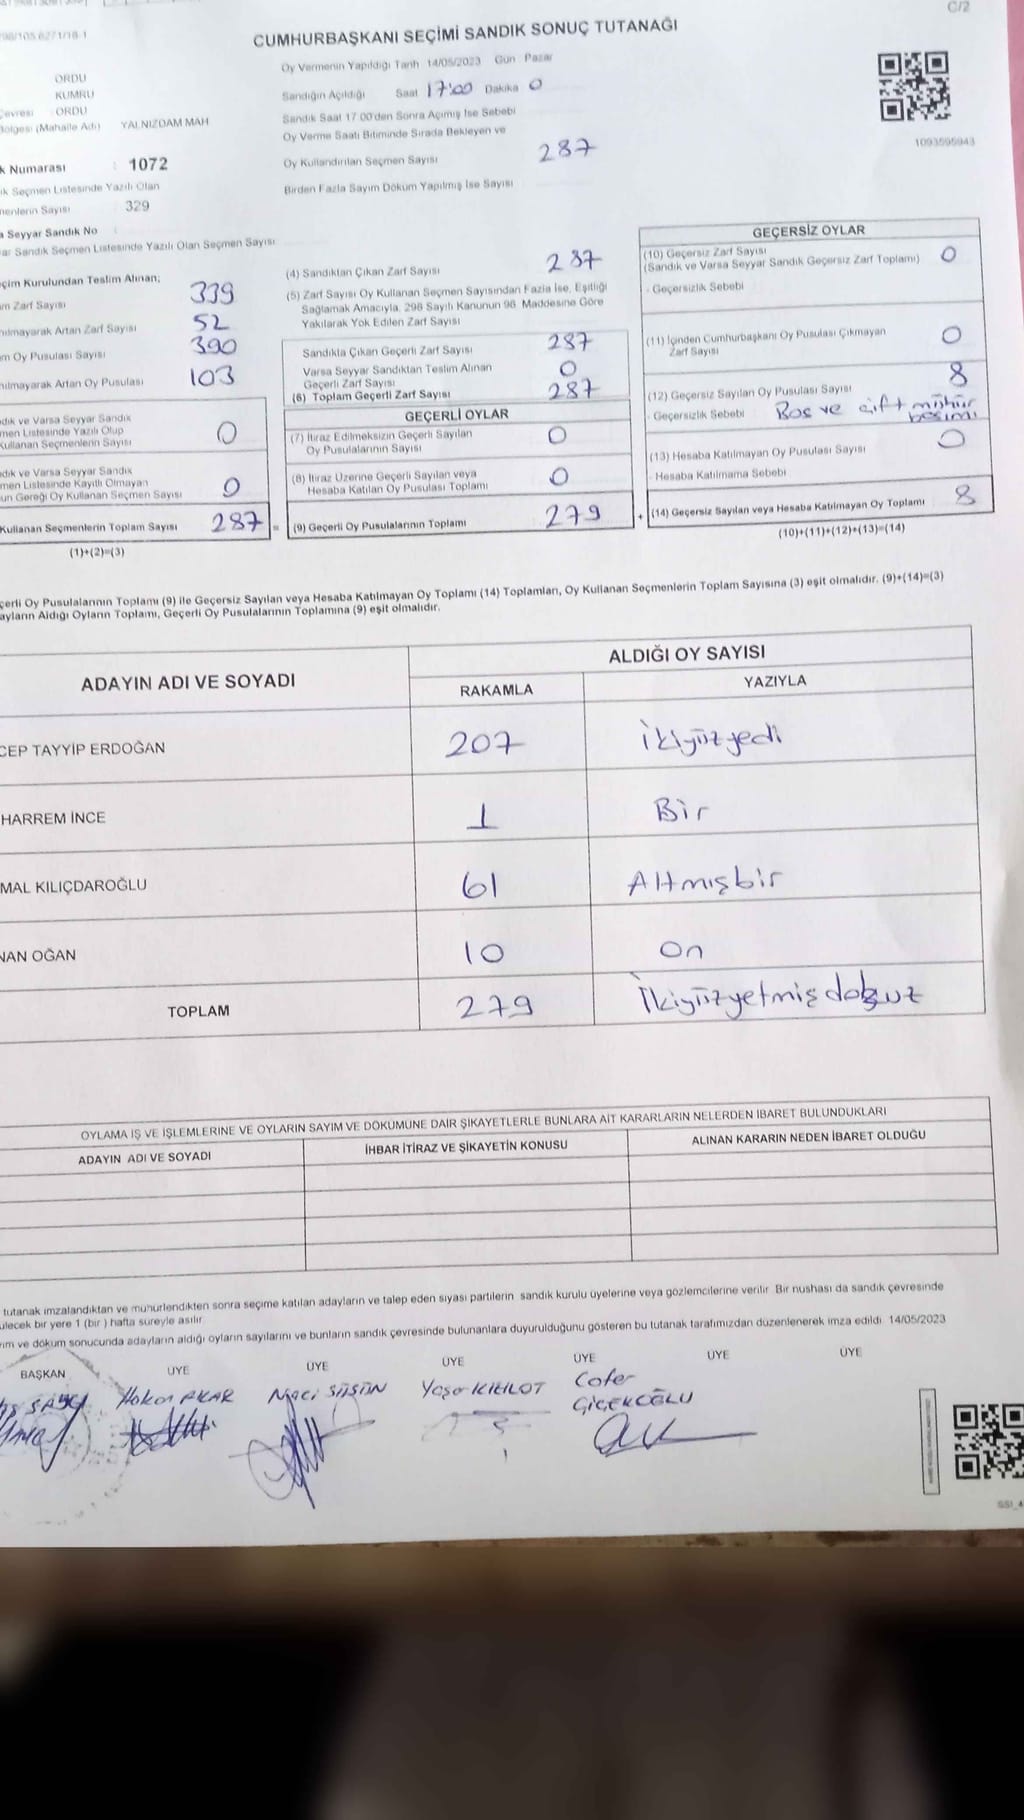 C/2
CUMHURBAŞKANI SEÇİMİ SANDIK SONUÇ TUTANAĞI
ORDU
KUMRU
Çevresi : ORDU
Bölgesi (Mahalle Adı) YALNIZDAM MAH
k Numarası : 1072
ık Seçmen Listesinde Yazılı Olan
menlerin Sayısı : 329
a Seyyar Sandık No :
ar Sandık Seçmen Listesinde Yazılı Olan Seçmen Sayısı
Oy Vermenin Yapıldığı Tarih 14/05/2023 Gün Pazar
Sandığın Açıldığı Saat 17:00 Dakika 0
Sandık Saat 17.00'den Sonra Açımış İse Sebebi
Oy Verme Saati Bitiminde Sırada Bekleyen ve
Oy Kullandırılan Seçmen Sayısı 287
Birden Fazla Sayım Döküm Yapılmış İse Sayısı
1093595943
çim Kurulundan Teslim Alınan;
m Zarf Sayısı 339
nılmayarak Artan Zarf Sayısı 52
m Oy Pusulası Sayısı 390
nılmayarak Artan Oy Pusulası 103
dık ve Varsa Seyyar Sandık
men Listesinde Yazılı Olup
Kullanan Seçmenlerin Sayısı 0
dık ve Varsa Seyyar Sandık
men Listesinde Kayıtlı Olmayan
un Gereği Oy Kullanan Seçmen Sayısı 0
Kullanan Seçmenlerin Toplam Sayısı 287 =
(1)+(2)=(3)
(4) Sandıktan Çıkan Zarf Sayısı 287
(5) Zarf Sayısı Oy Kullanan Seçmen Sayısından Fazla İse, Eşitliği
Sağlamak Amacıyla, 298 Sayılı Kanunun 98. Maddesine Göre
Yakılarak Yok Edilen Zarf Sayısı
Sandıkta Çıkan Geçerli Zarf Sayısı 287
Varsa Seyyar Sandıktan Teslim Alınan
Geçerli Zarf Sayısı 0
(6) Toplam Geçerli Zarf Sayısı 287
GEÇERLİ OYLAR
(7) İtiraz Edilmeksizin Geçerli Sayılan
Oy Pusulalarının Sayısı 0
(8) İtiraz Üzerine Geçerli Sayılan veya
Hesaba Katılan Oy Pusulası Toplamı 0
(9) Geçerli Oy Pusulalarının Toplamı 279 +
GEÇERSİZ OYLAR
(10) Geçersiz Zarf Sayısı
(Sandık ve Varsa Seyyar Sandık Geçersiz Zarf Toplamı) 0
- Geçersizlik Sebebi
(11) İçinden Cumhurbaşkanı Oy Pusulası Çıkmayan
Zarf Sayısı 0
(12) Geçersiz Sayılan Oy Pusulası Sayısı 8
- Geçersizlik Sebebi Boş ve çift mühür
(13) Hesaba Katılmayan Oy Pusulası Sayısı 0
- Hesaba Katılmama Sebebi
(14) Geçersiz Sayılan veya Hesaba Katılmayan Oy Toplamı 8
(10)+(11)+(12)+(13)=(14)
çerli Oy Pusulalarının Toplamı (9) ile Geçersiz Sayılan veya Hesaba Katılmayan Oy Toplamı (14) Toplamları, Oy Kullanan Seçmenlerin Toplam Sayısına (3) eşit olmalıdır. (9)+(14)=(3)
ayların Aldığı Oyların Toplamı, Geçerli Oy Pusulalarının Toplamına (9) eşit olmalıdır.
ADAYIN ADI VE SOYADI
ALDIĞI OY SAYISI
RAKAMLA YAZIYLA
CEP TAYYİP ERDOĞAN 207 İkiyüzyedi
HARREM İNCE 1 Bir
MAL KILIÇDAROĞLU 61 Altmışbir
NAN OĞAN 10 On
TOPLAM 279 İkiyüzyetmişdokuz
OYLAMA İŞ VE İŞLEMLERİNE VE OYLARIN SAYIM VE DÖKÜMÜNE DAİR ŞİKAYETLERLE BUNLARA AİT KARARLARIN NELERDEN İBARET BULUNDUKLARI
ADAYIN ADI VE SOYADI İHBAR İTİRAZ VE ŞİKAYETİN KONUSU ALINAN KARARIN NEDEN İBARET OLDUĞU
tutanak imzalandıktan ve mühürlendikten sonra seçime katılan adayların ve talep eden siyasi partilerin sandık kurulu üyelerine veya gözlemcilerine verilir. Bir nushası da sandık çevresinde
ülecek bir yere 1 (bir ) hafta süreyle asılır.
ım ve döküm sonucunda adayların aldığı oyların sayılarını ve bunların sandık çevresinde bulunanlara duyurulduğunu gösteren bu tutanak tarafımızdan düzenlenerek imza edildi. 14/05/2023
BAŞKAN ÜYE ÜYE ÜYE ÜYE ÜYE ÜYE
Hakan AKAR Naci SÜSÜN Yaşar KIZILOT Cafer
ÇİÇEKOĞLU